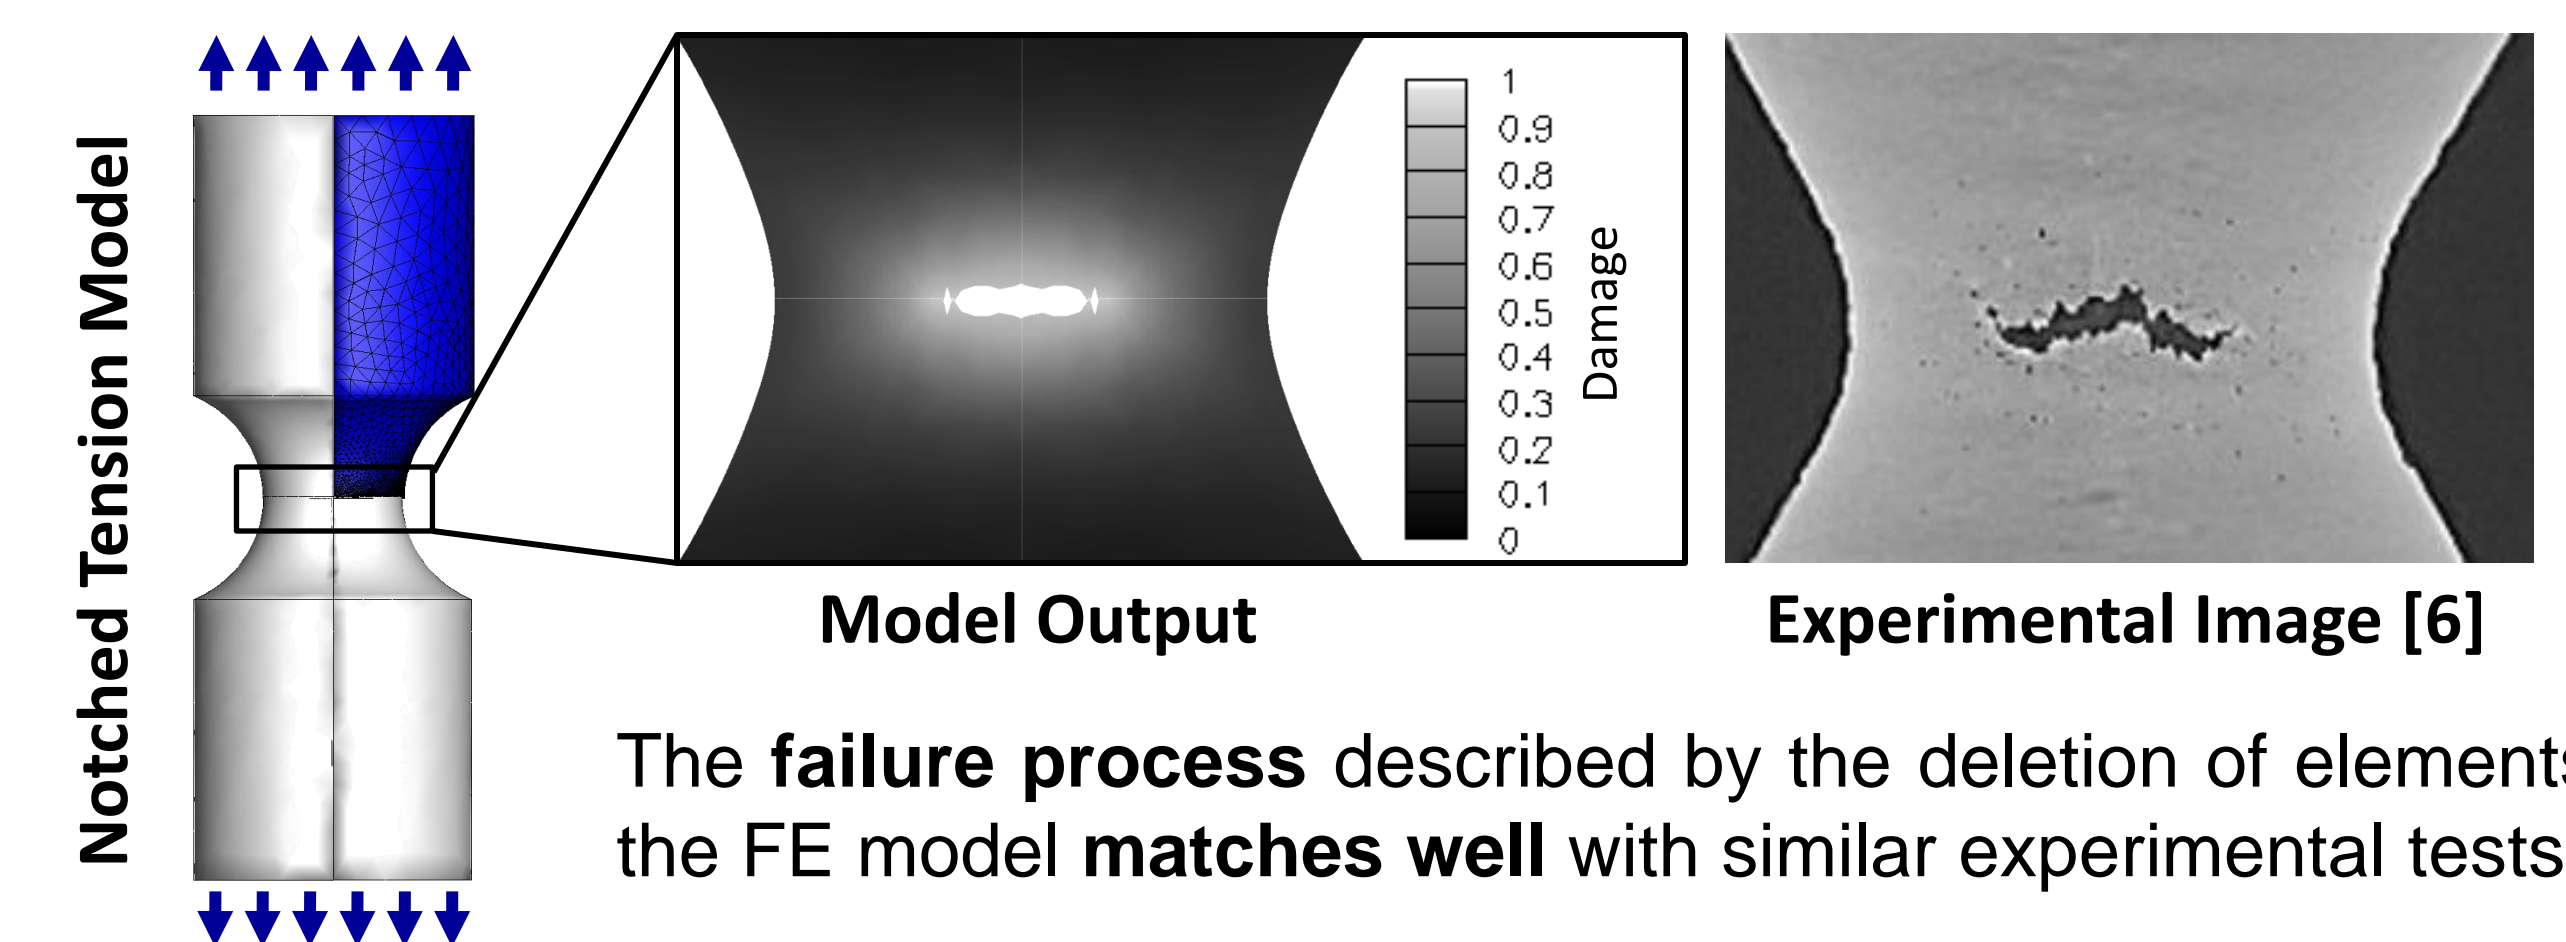 Notched Tension Model
1
0.9
0.8
0.7
0.6
0.5
0.4
0.3
0.2
0.1
0
Damage
Model Output
Experimental Image [6]
The failure process described by the deletion of elements
the FE model matches well with similar experimental tests